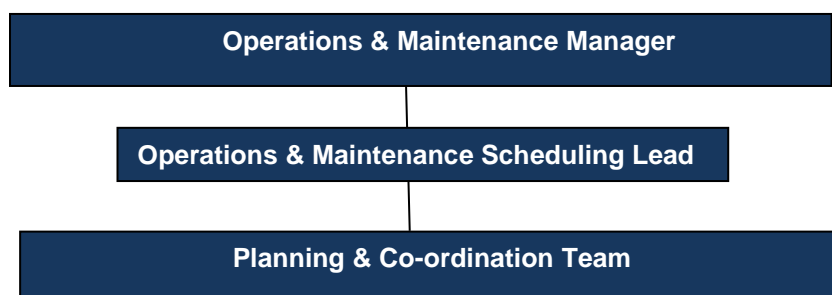 Operations & Maintenance Manager
Operations & Maintenance Scheduling Lead
Planning & Co-ordination Team